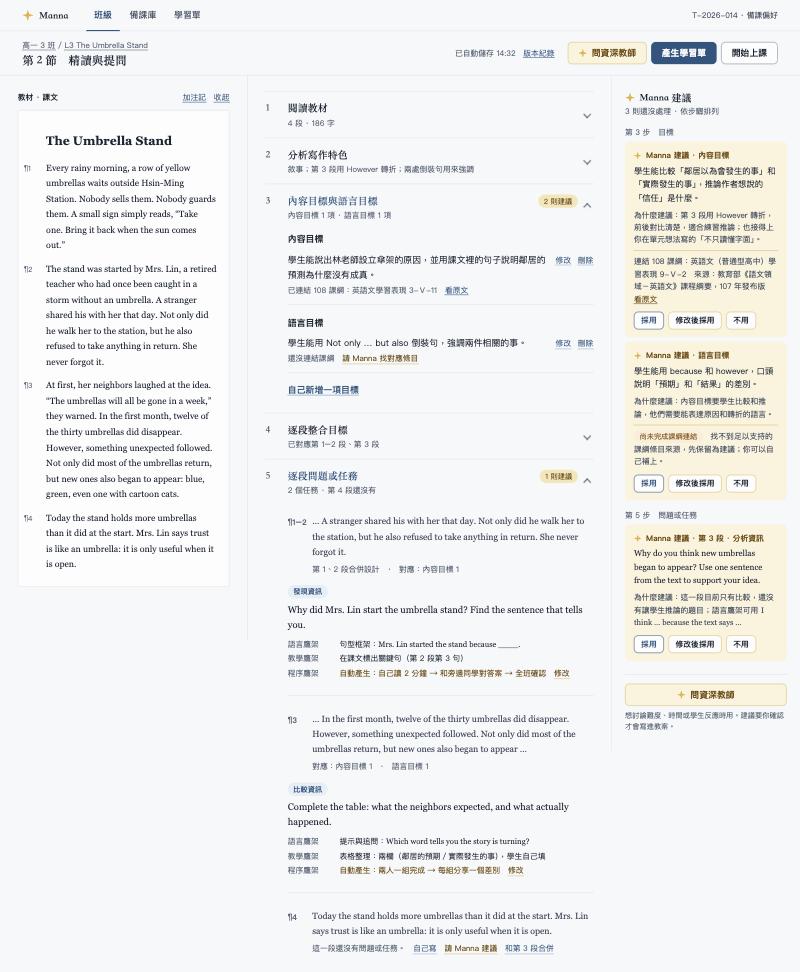 Manna 班級 備課庫 學習單 T-2026-014 · 備課偏好
高一 3 班 / L3 The Umbrella Stand
第 2 節 精讀與提問
已自動儲存 14:32 版本紀錄 問資深教師 產生學習單 開始上課
教材 · 課文 加注記 收起
The Umbrella Stand
¶1 Every rainy morning, a row of yellow
umbrellas waits outside Hsin-Ming
Station. Nobody sells them. Nobody guards
them. A small sign simply reads, “Take
one. Bring it back when the sun comes
out.”
¶2 The stand was started by Mrs. Lin, a retired
teacher who had once been caught in a
storm without an umbrella. A stranger
shared his with her that day. Not only did
he walk her to the station, but he also
refused to take anything in return. She
never forgot it.
¶3 At first, her neighbors laughed at the idea.
“The umbrellas will all be gone in a week,”
they warned. In the first month, twelve of
the thirty umbrellas did disappear.
However, something unexpected followed.
Not only did most of the umbrellas return,
but new ones also began to appear: blue,
green, even one with cartoon cats.
¶4 Today the stand holds more umbrellas
than it did at the start. Mrs. Lin says trust
is like an umbrella: it is only useful when it
is open.
1 閱讀教材
4 段 · 186 字
2 分析寫作特色
敘事；第 3 段用 However 轉折；兩處倒裝句用來強調
3 內容目標與語言目標 2 則建議
內容目標 1 項 · 語言目標 1 項
內容目標
學生能說出林老師設立傘架的原因，並用課文裡的句子說明鄰居的 修改 刪除
預測為什麼沒有成真。
已連結 108 課綱：英語文學習表現 3-V-11 看原文
語言目標
學生能用 Not only … but also 倒裝句，強調兩件相關的事。 修改 刪除
還沒連結課綱 請 Manna 找對應條目
自己新增一項目標
4 逐段整合目標
已對應第 1–2 段、第 3 段
5 逐段問題或任務 1 則建議
2 個任務 · 第 4 段還沒有
¶1–2 … A stranger shared his with her that day. Not only did he walk her to
the station, but he also refused to take anything in return. She never
forgot it.
第 1、2 段合併設計 · 對應：內容目標 1
發現資訊
Why did Mrs. Lin start the umbrella stand? Find the sentence that tells
you.
語言鷹架 句型框架：Mrs. Lin started the stand because _____.
教學鷹架 在課文標出關鍵句（第 2 段第 3 句）
程序鷹架 自動產生：自己讀 2 分鐘 → 和旁邊同學對答案 → 全班確認 修改
¶3 … In the first month, twelve of the thirty umbrellas did disappear.
However, something unexpected followed. Not only did most of the
umbrellas return, but new ones also began to appear …
對應：內容目標 1 · 語言目標 1
比較資訊
Complete the table: what the neighbors expected, and what actually
happened.
語言鷹架 提示與追問：Which word tells you the story is turning?
教學鷹架 表格整理：兩欄（鄰居的預期 / 實際發生的事），學生自己填
程序鷹架 自動產生：兩人一組完成 → 每組分享一個差別 修改
¶4 Today the stand holds more umbrellas than it did at the start. Mrs. Lin
says trust is like an umbrella: it is only useful when it is open.
這一段還沒有問題或任務。 自己寫 請 Manna 建議 和第 3 段合併
Manna 建議
3 則還沒處理 · 依步驟排列
第 3 步 目標
Manna 建議 · 內容目標
學生能比較「鄰居以為會發生的事」和
「實際發生的事」，推論作者想說的
「信任」是什麼。
為什麼建議：第 3 段用 However 轉折，
前後對比清楚，適合練習推論；也接得上
你在單元想法寫的「不只讀懂字面」。
連結 108 課綱：英語文（普通型高中）學
習表現 9-V-2 來源：教育部《語文領
域－英語文》課程綱要，107 年發布版
看原文
採用 修改後採用 不用
Manna 建議 · 語言目標
學生能用 because 和 however，口頭
說明「預期」和「結果」的差別。
為什麼建議：內容目標要學生比較和推
論，他們需要能表達原因和轉折的語言。
尚未完成課綱連結 找不到足以支持的
課綱條目來源，先保留為建議；你可以自
己補上。
採用 修改後採用 不用
第 5 步 問題或任務
Manna 建議 · 第 3 段 · 分析資訊
Why do you think new umbrellas
began to appear? Use one sentence
from the text to support your idea.
為什麼建議：這一段目前只有比較，還沒
有讓學生推論的題目；語言鷹架可用 I
think … because the text says …
採用 修改後採用 不用
問資深教師
想討論難度、時間或學生反應時用。建議要你確認
才會寫進教案。